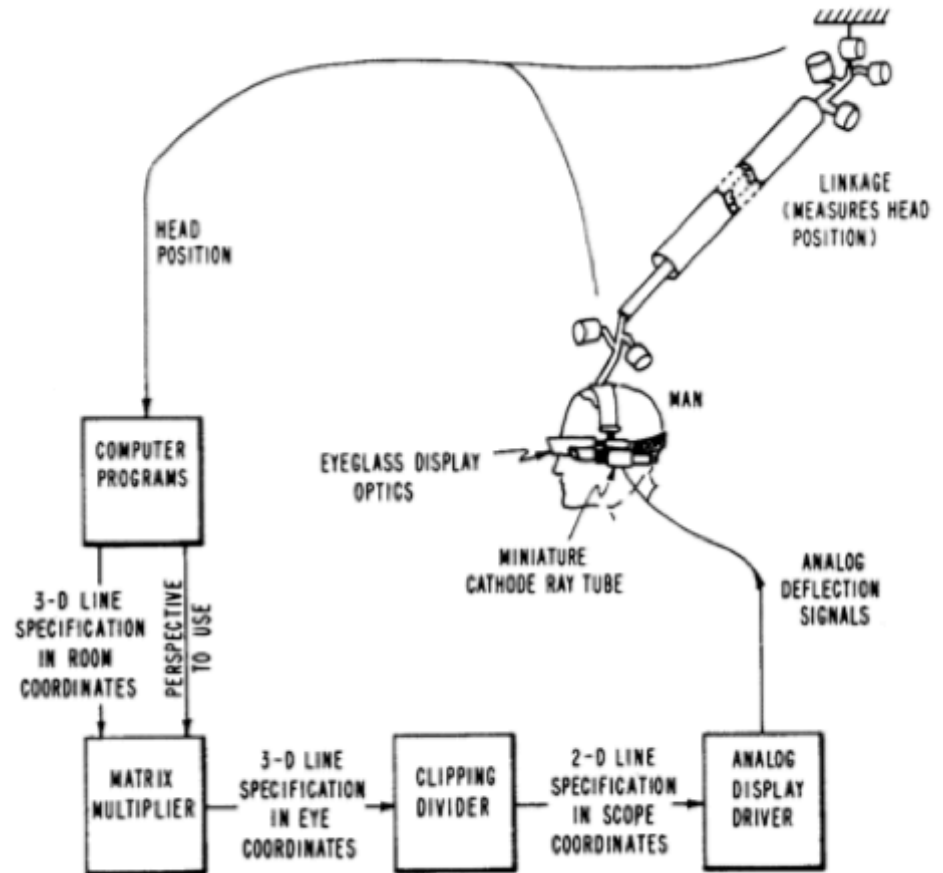 LINKAGE
(MEASURES HEAD
POSITION)
HEAD
POSITION
MAN
EYEGLASS DISPLAY
OPTICS
MINIATURE
CATHODE RAY TUBE
COMPUTER
PROGRAMS
ANALOG
DEFLECTION
SIGNALS
3-D LINE
SPECIFICATION
IN ROOM
COORDINATES
PERSPECTIVE
TO USE
MATRIX
MULTIPLIER
3-D LINE
SPECIFICATION
IN EYE
COORDINATES
CLIPPING
DIVIDER
2-D LINE
SPECIFICATION
IN SCOPE
COORDINATES
ANALOG
DISPLAY
DRIVER